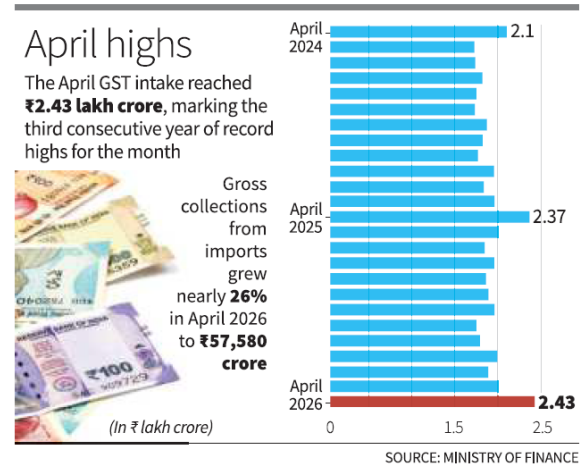 April highs
The April GST intake reached
₹2.43 lakh crore, marking the
third consecutive year of record
highs for the month
Gross
collections
from
imports
grew
nearly 26%
in April 2026
to ₹57,580
crore
(In ₹ lakh crore)
April
2024
2.1
April
2025
2.37
April
2026
2.43
0
1.5
2.5
SOURCE: MINISTRY OF FINANCE
₹100